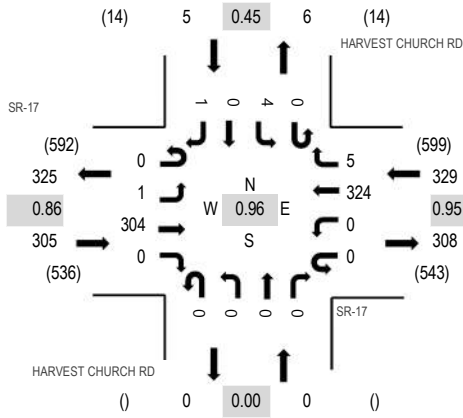 (14) 5 0.45 6 (14)
HARVEST CHURCH RD
SR-17
1 0 4 0
(592) 0 5 (599)
325 1 324 329
0.86 W N 0.96 S E 0.95
304 0
305 0 0 308
(536) (543)
0 0 0 0
SR-17
HARVEST CHURCH RD
() 0 0.00 0 ()